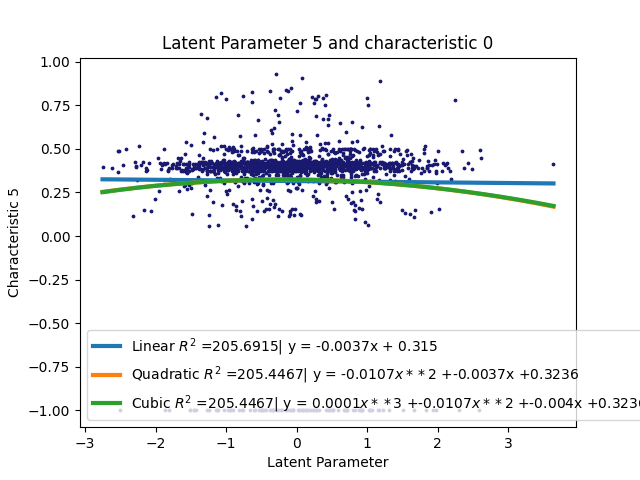 Latent Parameter 5 and characteristic 0
1.00
0.75
0.50
0.25
0.00
−0.25
−0.50
−0.75
−1.00
Characteristic 5
Linear R² =205.6915| y = -0.0037x + 0.315
Quadratic R² =205.4467| y = -0.0107x * *2 +-0.0037x +0.3236
Cubic R² =205.4467| y = 0.0001x * *3 +-0.0107x * *2 +-0.004x +0.3236
−3 −2 −1 0 1 2 3
Latent Parameter